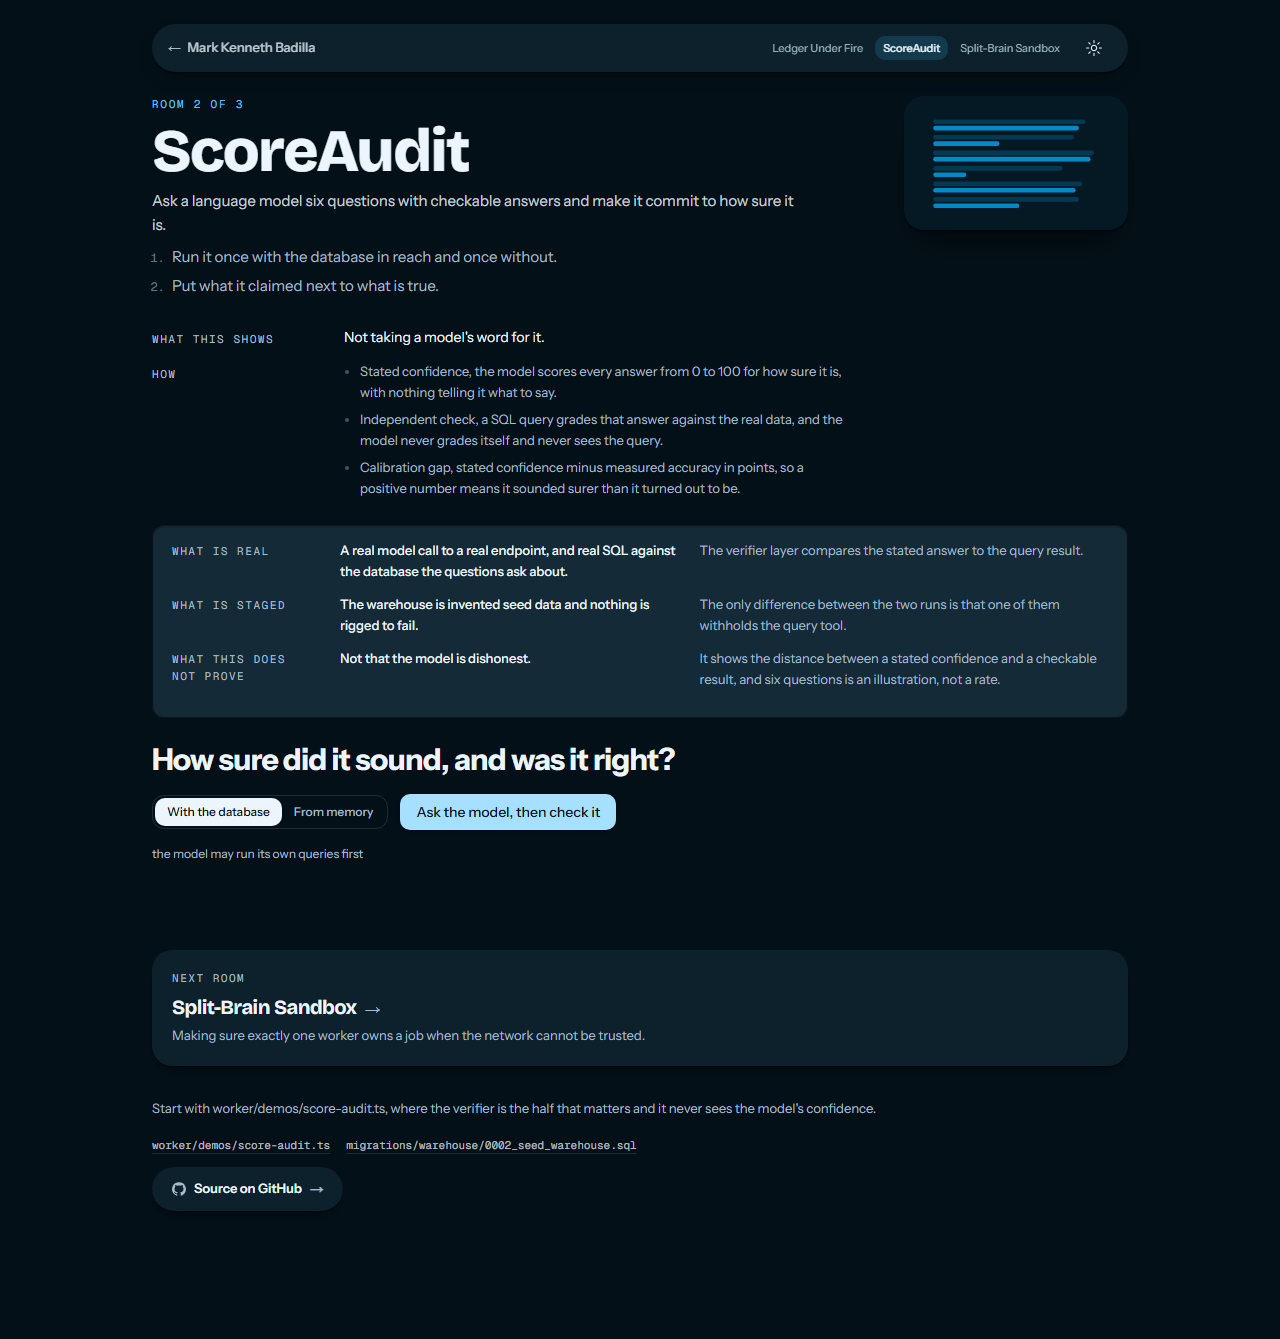 ← Mark Kenneth Badilla
Ledger Under Fire
ScoreAudit
Split-Brain Sandbox
ROOM 2 OF 3
ScoreAudit
Ask a language model six questions with checkable answers and make it commit to how sure it
is.
1. Run it once with the database in reach and once without.
2. Put what it claimed next to what is true.
WHAT THIS SHOWS
Not taking a model's word for it.
HOW
• Stated confidence, the model scores every answer from 0 to 100 for how sure it is,
with nothing telling it what to say.
• Independent check, a SQL query grades that answer against the real data, and the
model never grades itself and never sees the query.
• Calibration gap, stated confidence minus measured accuracy in points, so a
positive number means it sounded surer than it turned out to be.
WHAT IS REAL
A real model call to a real endpoint, and real SQL against
the database the questions ask about.
The verifier layer compares the stated answer to the query result.
WHAT IS STAGED
The warehouse is invented seed data and nothing is
rigged to fail.
The only difference between the two runs is that one of them
withholds the query tool.
WHAT THIS DOES
NOT PROVE
Not that the model is dishonest.
It shows the distance between a stated confidence and a checkable
result, and six questions is an illustration, not a rate.
How sure did it sound, and was it right?
With the database
From memory
Ask the model, then check it
the model may run its own queries first
NEXT ROOM
Split-Brain Sandbox →
Making sure exactly one worker owns a job when the network cannot be trusted.
Start with worker/demos/score-audit.ts, where the verifier is the half that matters and it never sees the model's confidence.
worker/demos/score-audit.ts
migrations/warehouse/0002_seed_warehouse.sql
Source on GitHub →